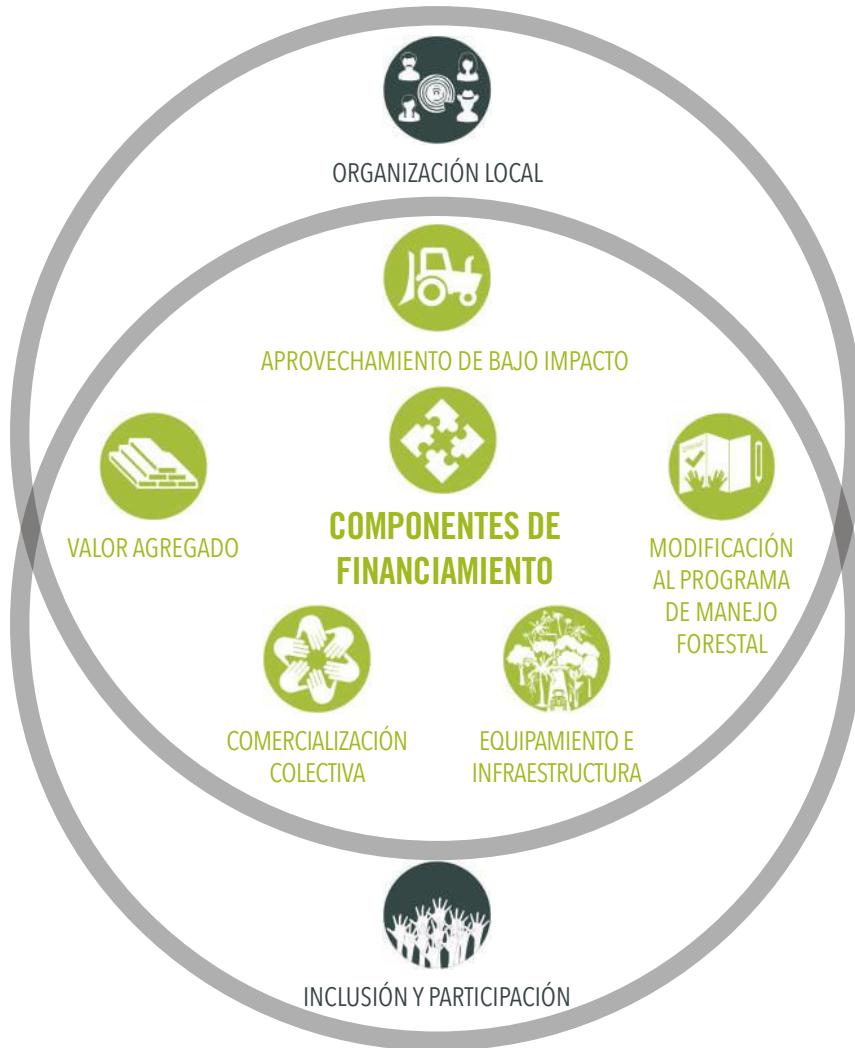 ORGANIZACIÓN LOCAL
APROVECHAMIENTO DE BAJO IMPACTO
VALOR AGREGADO
COMPONENTES DE
FINANCIAMIENTO
MODIFICACIÓN
AL PROGRAMA
DE MANEJO
FORESTAL
COMERCIALIZACIÓN
COLECTIVA
EQUIPAMIENTO E
INFRAESTRUCTURA
INCLUSIÓN Y PARTICIPACIÓN